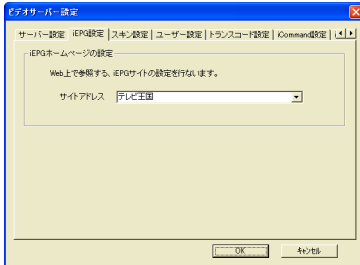 ビデオサーバー設定
サーバー設定 iEPG設定 スキン設定 ユーザー設定 トランスコード設定 iCommand設定
iEPGホームページの設定
Web上で参照する、iEPGサイトの設定を行ないます。
サイトアドレス テレビ王国
OK キャンセル